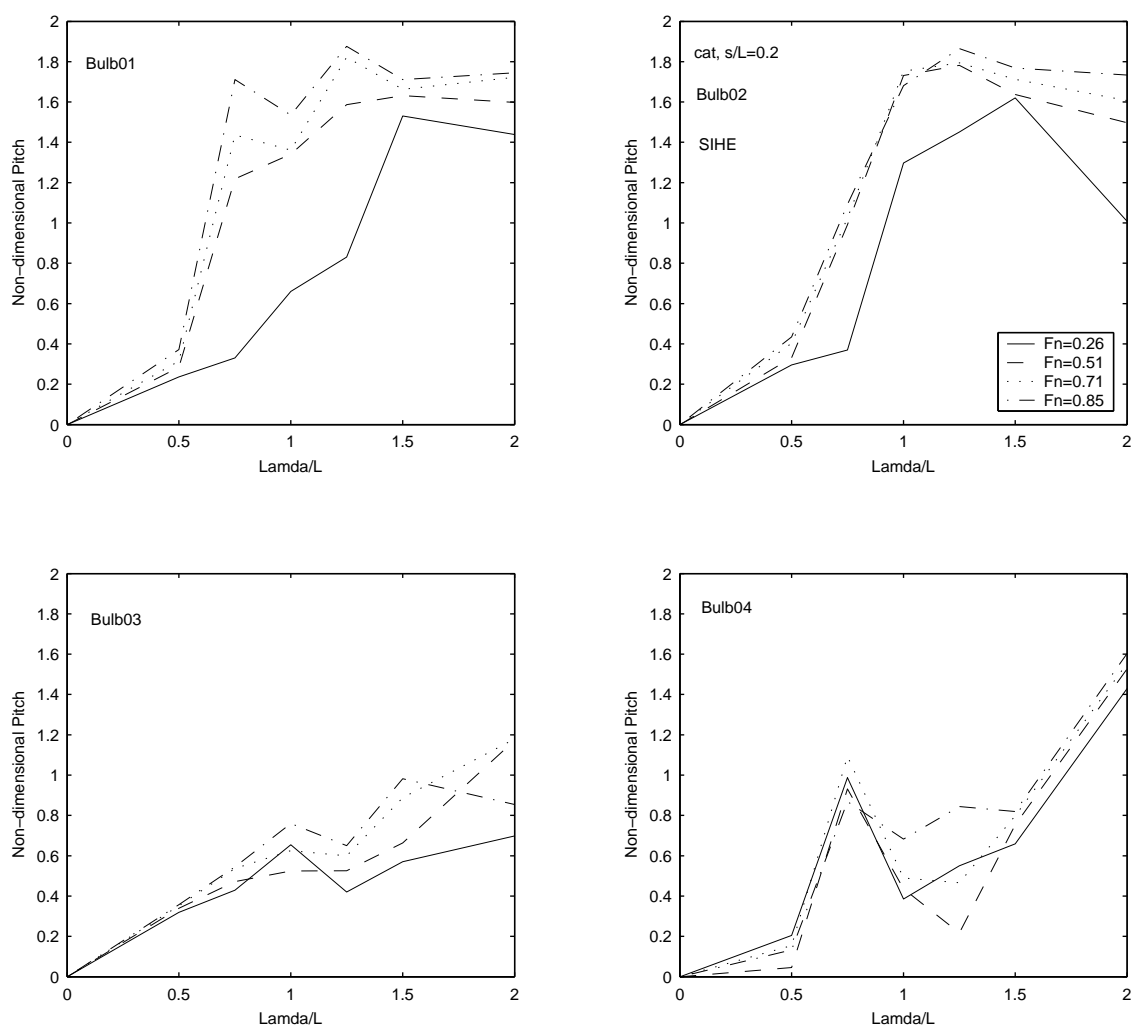 2
1.8
1.6
1.4
1.2
1
0.8
0.6
0.4
0.2
0
Non-dimensional Pitch
Bulb01
0 0.5 1 1.5 2
Lamda/L
2
1.8
1.6
1.4
1.2
1
0.8
0.6
0.4
0.2
0
Non-dimensional Pitch
cat, s/L=0.2
Bulb02
SIHE
Fn=0.26
Fn=0.51
Fn=0.71
Fn=0.85
0 0.5 1 1.5 2
Lamda/L
2
1.8
1.6
1.4
1.2
1
0.8
0.6
0.4
0.2
0
Non-dimensional Pitch
Bulb03
0 0.5 1 1.5 2
Lamda/L
2
1.8
1.6
1.4
1.2
1
0.8
0.6
0.4
0.2
0
Non-dimensional Pitch
Bulb04
0 0.5 1 1.5 2
Lamda/L